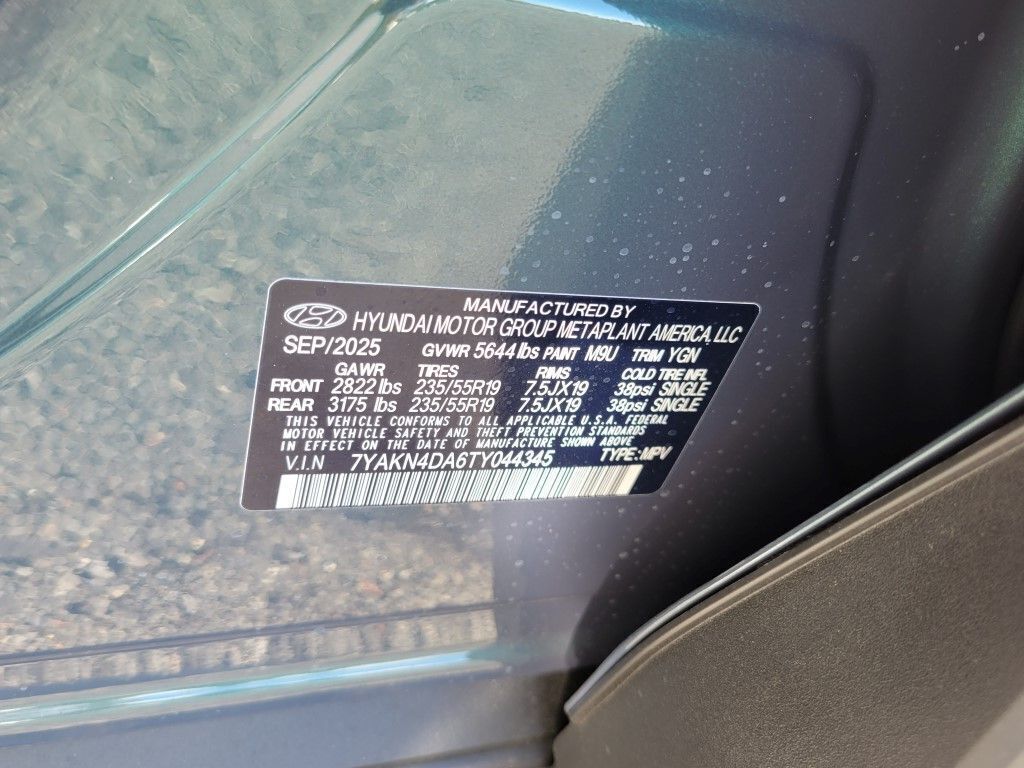 MANUFACTURED BY
HYUNDAI MOTOR GROUP METAPLANT AMERICA, LLC
SEP/2025 GVWR 5644 lbs PAINT M9U TRIM YGN
GAWR TIRES RIMS COLD TIRE INFL
FRONT 2822 lbs 235/55R19 7.5JX19 38psi SINGLE
REAR 3175 lbs 235/55R19 7.5JX19 38psi SINGLE
THIS VEHICLE CONFORMS TO ALL APPLICABLE U.S.A. FEDERAL
MOTOR VEHICLE SAFETY AND THEFT PREVENTION STANDARDS
IN EFFECT ON THE DATE OF MANUFACTURE SHOWN ABOVE
V.I.N 7YAKN4DA6TY044345 TYPE:MPV